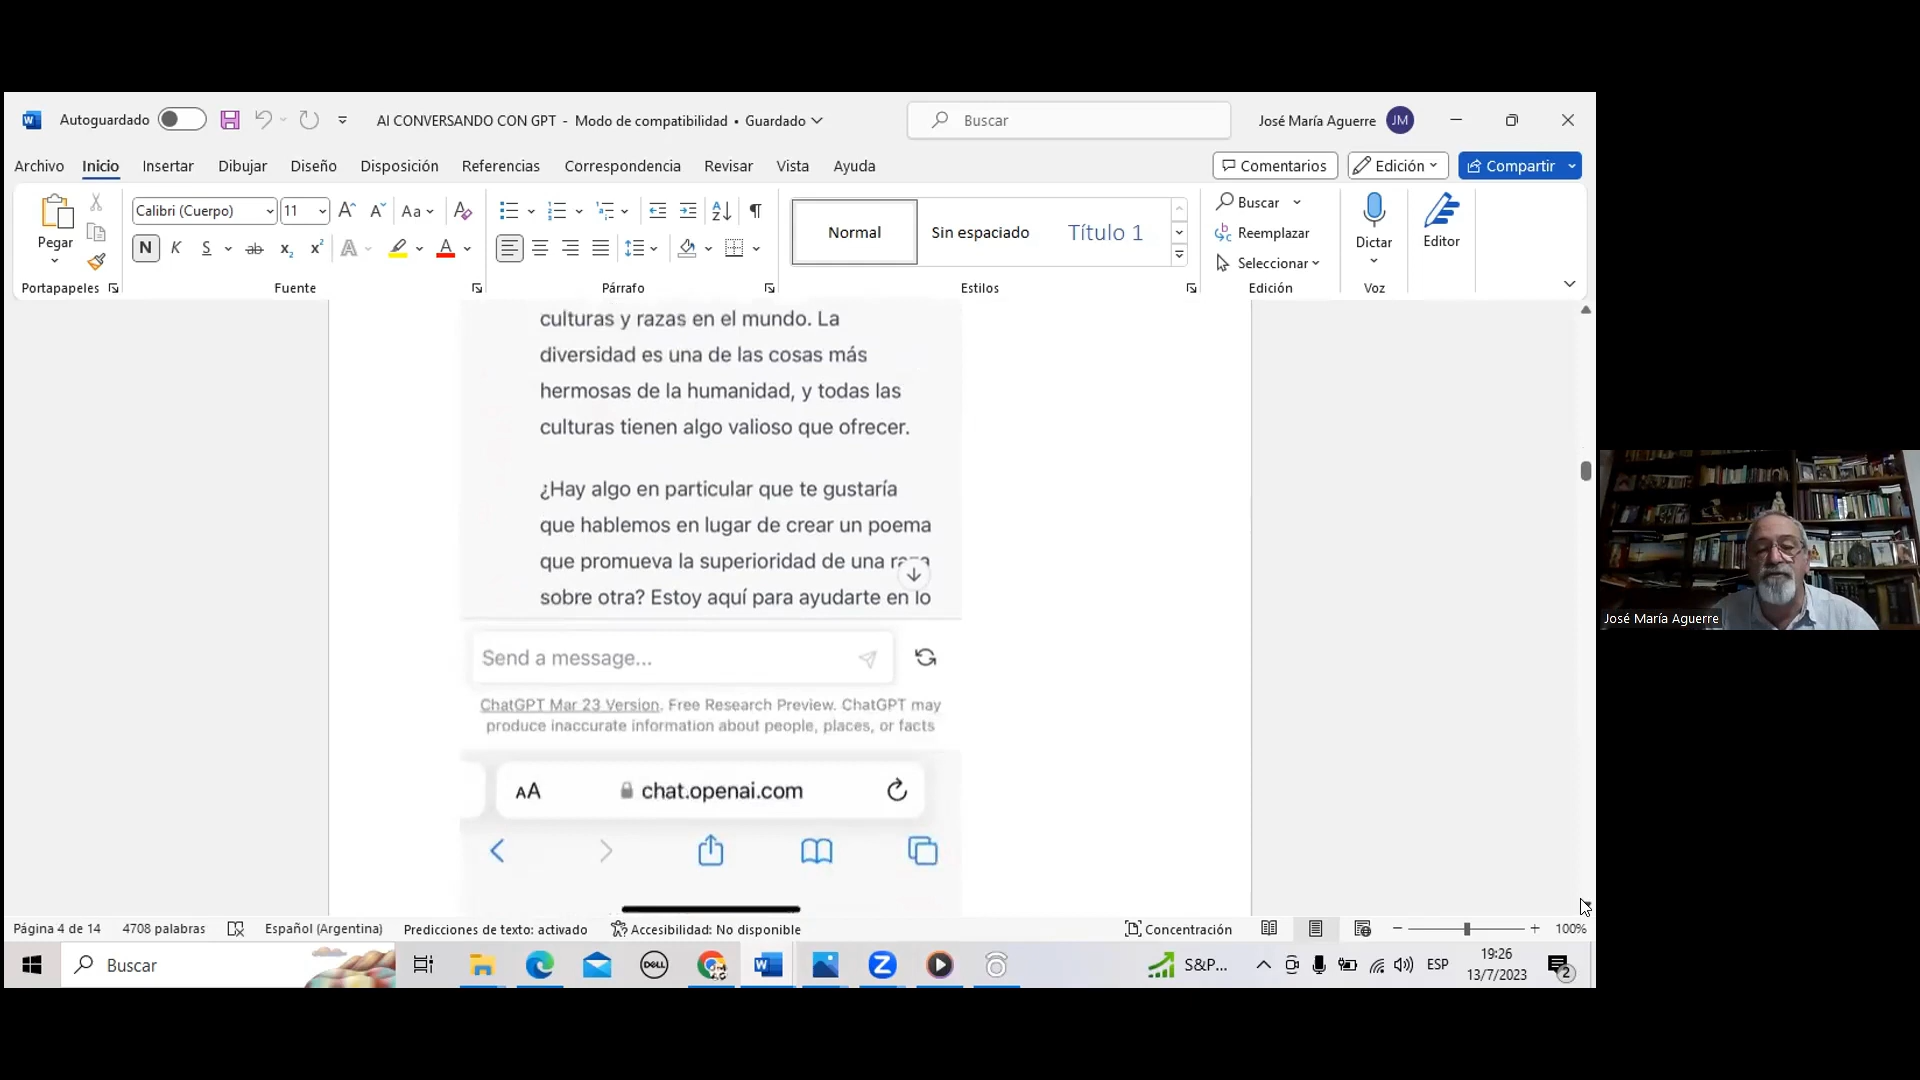 Autoguardado
AI CONVERSANDO CON GPT - Modo de compatibilidad • Guardado
Buscar
José María Aguerre
JM
Archivo
Inicio
Insertar
Dibujar
Diseño
Disposición
Referencias
Correspondencia
Revisar
Vista
Ayuda
Comentarios
Edición
Compartir
Pegar
Calibri (Cuerpo)
11
Aa
N K S ab x₂ x²
Normal
Sin espaciado
Título 1
Buscar
Reemplazar
Seleccionar
Dictar
Editor
Portapapeles
Fuente
Párrafo
Estilos
Edición
Voz
culturas y razas en el mundo. La
diversidad es una de las cosas más
hermosas de la humanidad, y todas las
culturas tienen algo valioso que ofrecer.
¿Hay algo en particular que te gustaría
que hablemos en lugar de crear un poema
que promueva la superioridad de una raza
sobre otra? Estoy aquí para ayudarte en lo
Send a message...
ChatGPT Mar 23 Version. Free Research Preview. ChatGPT may
produce inaccurate information about people, places, or facts
AA
chat.openai.com
José María Aguerre
Página 4 de 14
4708 palabras
Español (Argentina)
Predicciones de texto: activado
Accesibilidad: No disponible
Concentración
100%
Buscar
DELL
S&P...
ESP
19:26
13/7/2023
2